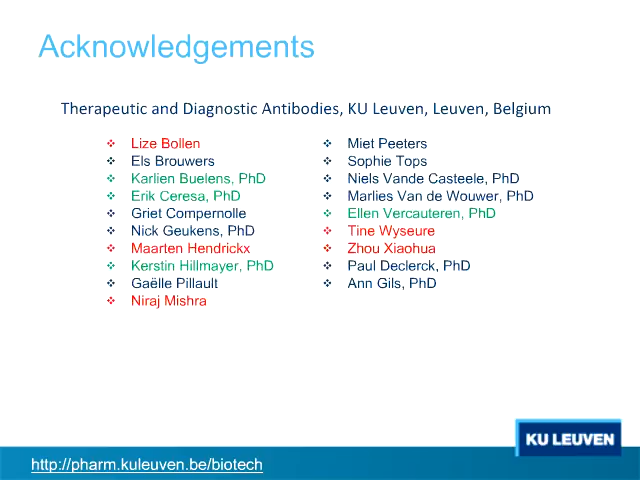 Acknowledgements
Therapeutic and Diagnostic Antibodies, KU Leuven, Leuven, Belgium
Lize Bollen
Els Brouwers
Karlien Buelens, PhD
Erik Ceresa, PhD
Griet Compernolle
Nick Geukens, PhD
Maarten Hendrickx
Kerstin Hillmayer, PhD
Gaëlle Pillault
Niraj Mishra
Miet Peeters
Sophie Tops
Niels Vande Casteele, PhD
Marlies Van de Wouwer, PhD
Ellen Vercauteren, PhD
Tine Wyseure
Zhou Xiaohua
Paul Declerck, PhD
Ann Gils, PhD
KU LEUVEN
http://pharm.kuleuven.be/biotech